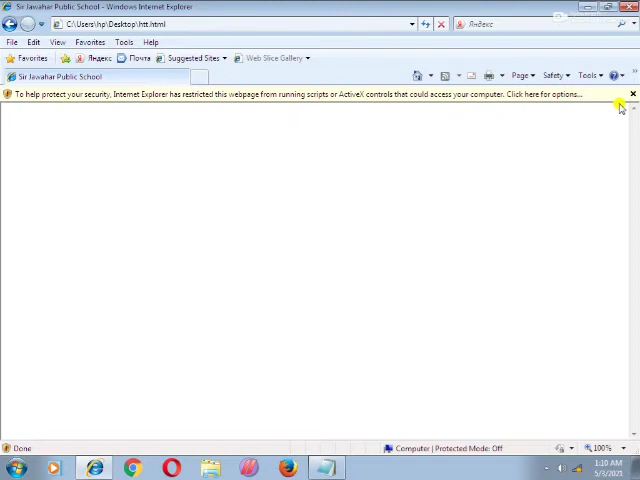 Sir Jawahar Public School - Windows Internet Explorer
C:\Users\hp\Desktop\htt.html
Яндекс
File Edit View Favorites Tools Help
Favorites Яндекс Почта Suggested Sites Web Slice Gallery
Sir Jawahar Public School
Page Safety Tools
To help protect your security, Internet Explorer has restricted this webpage from running scripts or ActiveX controls that could access your computer. Click here for options...
Done
Computer | Protected Mode: Off
100%
1:10 AM
5/3/2021